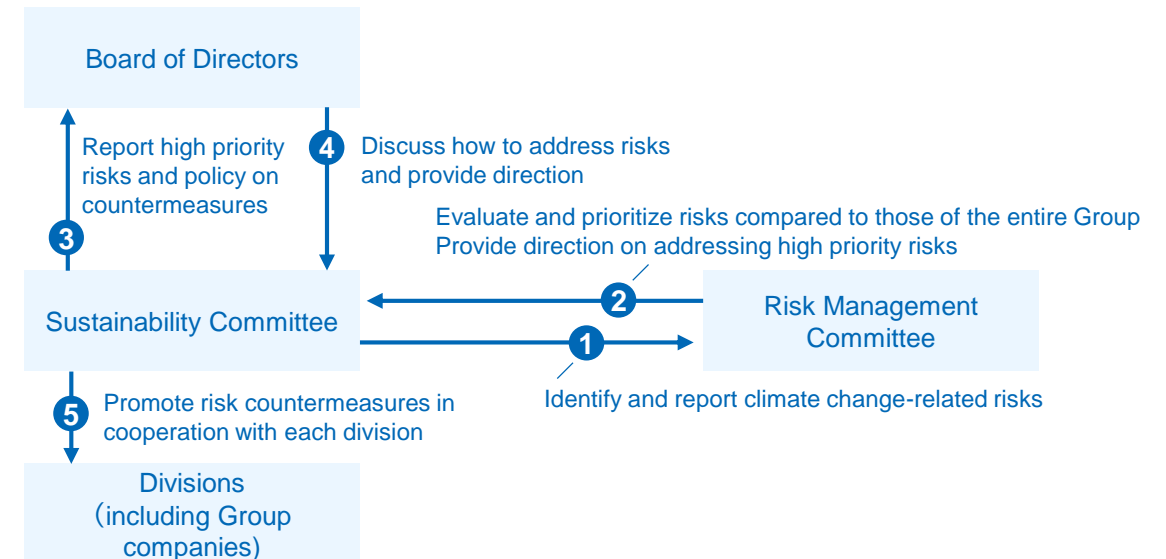 Board of Directors
Report high priority
risks and policy on
countermeasures
3
4
Discuss how to address risks
and provide direction
Evaluate and prioritize risks compared to those of the entire Group
Provide direction on addressing high priority risks
Sustainability Committee
2
1
Risk Management
Committee
Identify and report climate change-related risks
5
Promote risk countermeasures in
cooperation with each division
Divisions
（including Group
companies)